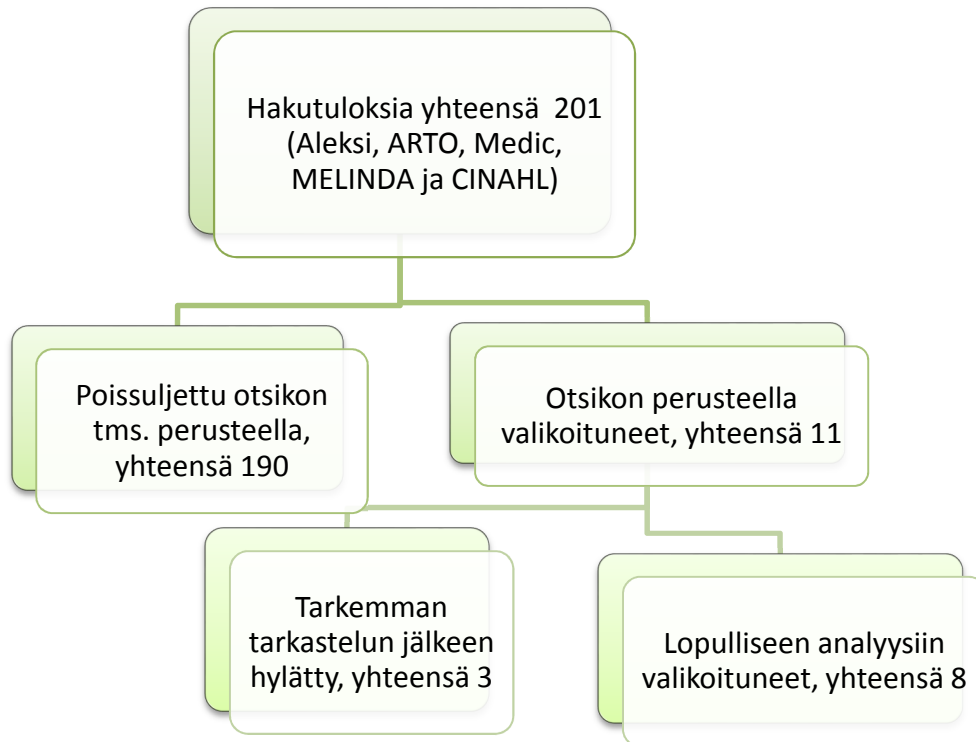 Hakutuloksia yhteensä 201
(Aleksi, ARTO, Medic,
MELINDA ja CINAHL)
Poissuljettu otsikon
tms. perusteella,
yhteensä 190
Otsikon perusteella
valikoituneet, yhteensä 11
Tarkemman
tarkastelun jälkeen
hylätty, yhteensä 3
Lopulliseen analyysiin
valikoituneet, yhteensä 8